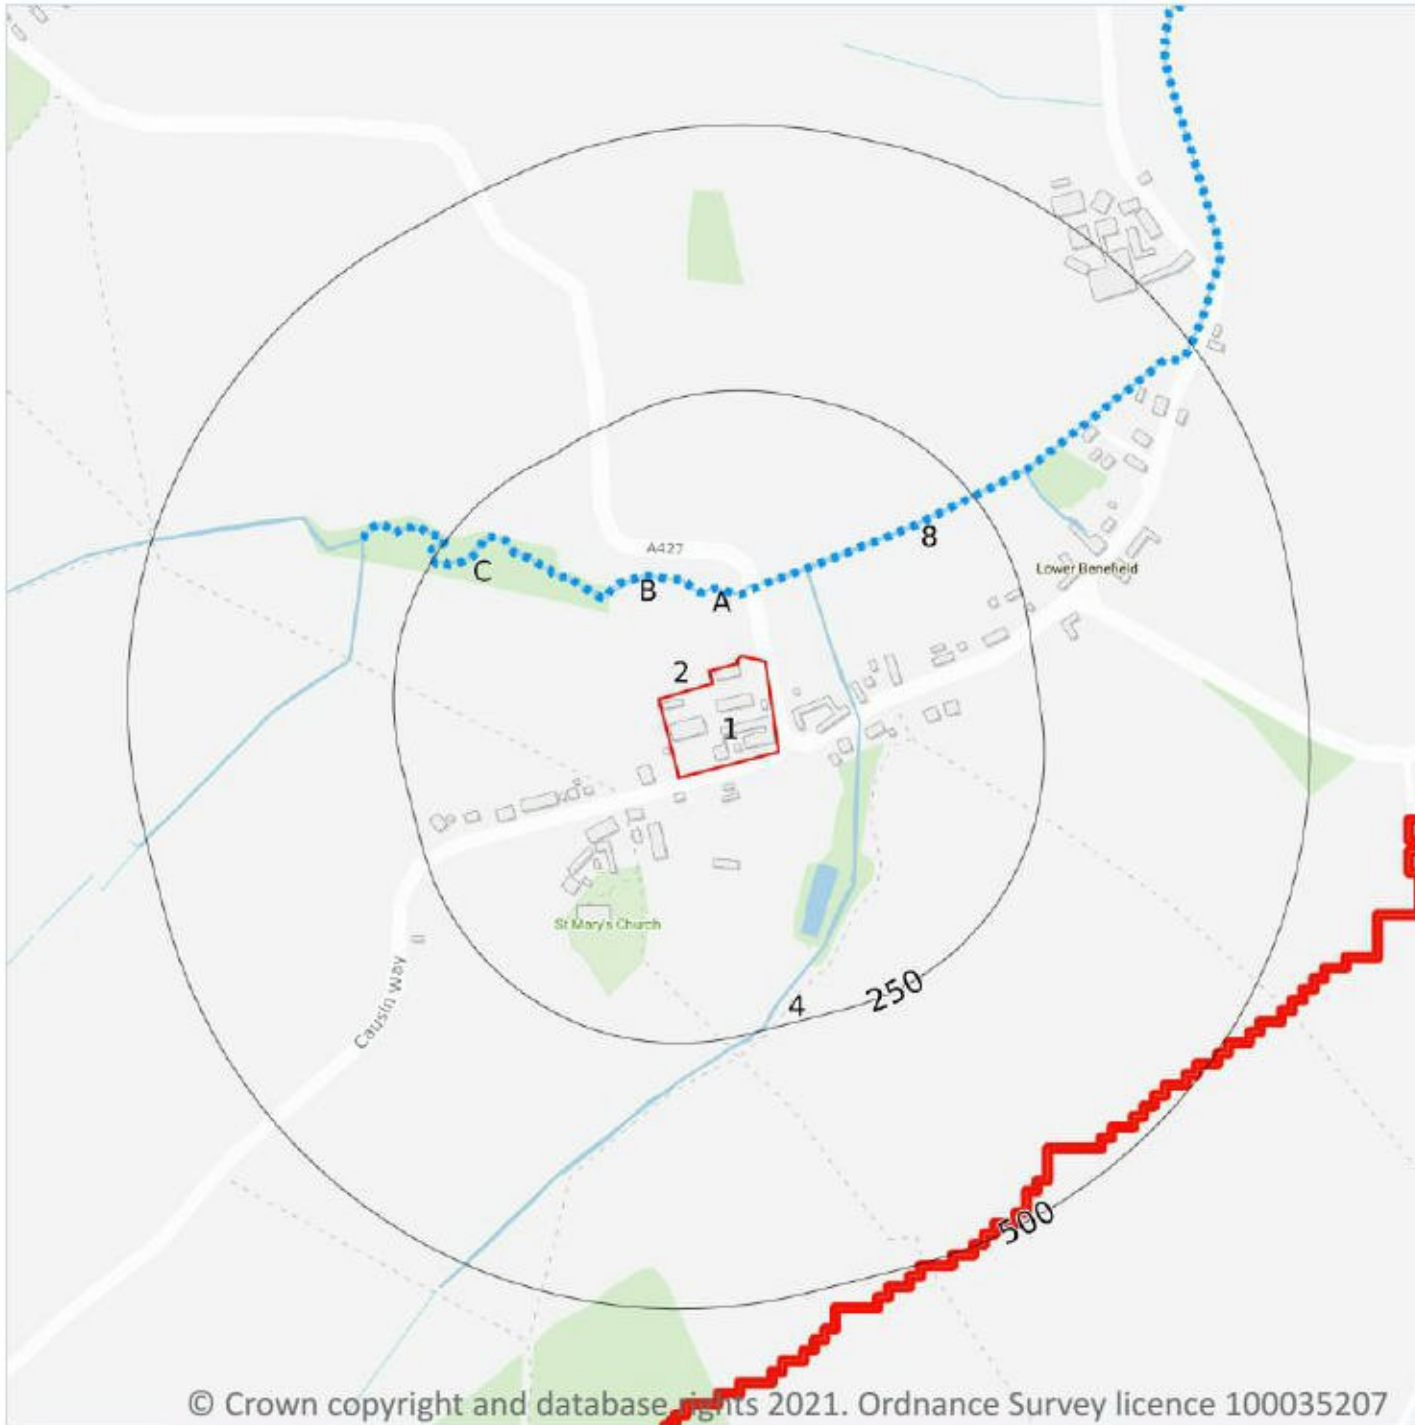 A427
8
C
B
A
Lower Benefield
2
1
St Mary's Church
250
4
Causin Way
500
© Crown copyright and database rights 2021. Ordnance Survey licence 100035207